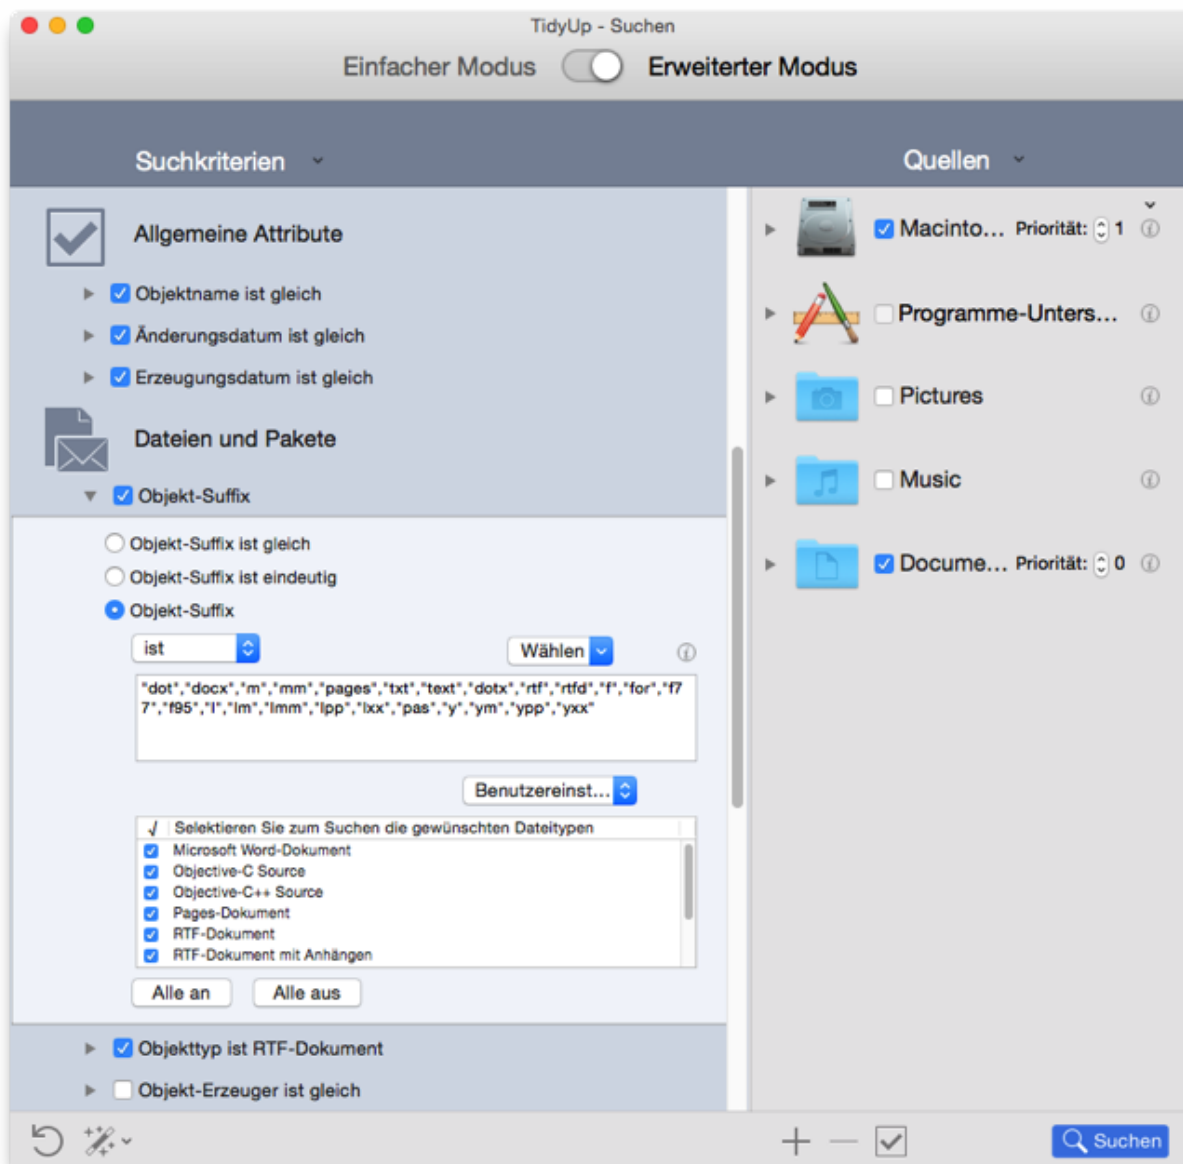 TidyUp - Suchen
Einfacher Modus Erweiterter Modus
Suchkriterien
Allgemeine Attribute
Objektname ist gleich
Änderungsdatum ist gleich
Erzeugungsdatum ist gleich
Dateien und Pakete
Objekt-Suffix
Objekt-Suffix ist gleich
Objekt-Suffix ist eindeutig
Objekt-Suffix
ist Wählen
"dot","docx","m","mm","pages","txt","text","dotx","rtf","rtfd","f","for","f7
7","f95","l","lm","lmm","lpp","lxx","pas","y","ym","ypp","yxx"
Benutzereinst...
√ Selektieren Sie zum Suchen die gewünschten Dateitypen
Microsoft Word-Dokument
Objective-C Source
Objective-C++ Source
Pages-Dokument
RTF-Dokument
RTF-Dokument mit Anhängen
Alle an Alle aus
Objekttyp ist RTF-Dokument
Objekt-Erzeuger ist gleich
Quellen
Macinto... Priorität: 1
Programme-Unters...
Pictures
Music
Docume... Priorität: 0
Suchen